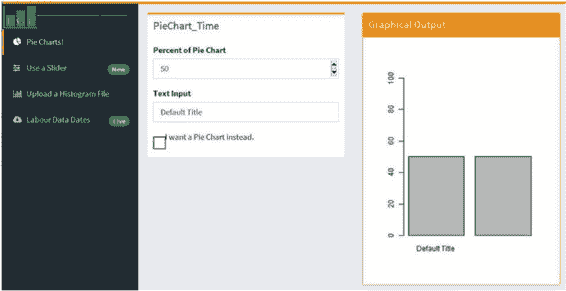 Pie Charts!
Use a Slider
New
Upload a Histogram File
Labour Data Dates
Live
PieChart_Time
Percent of Pie Chart
50
Text Input
Default Title
I want a Pie Chart instead.
Graphical Output
100
80
60
40
20
0
Default Title